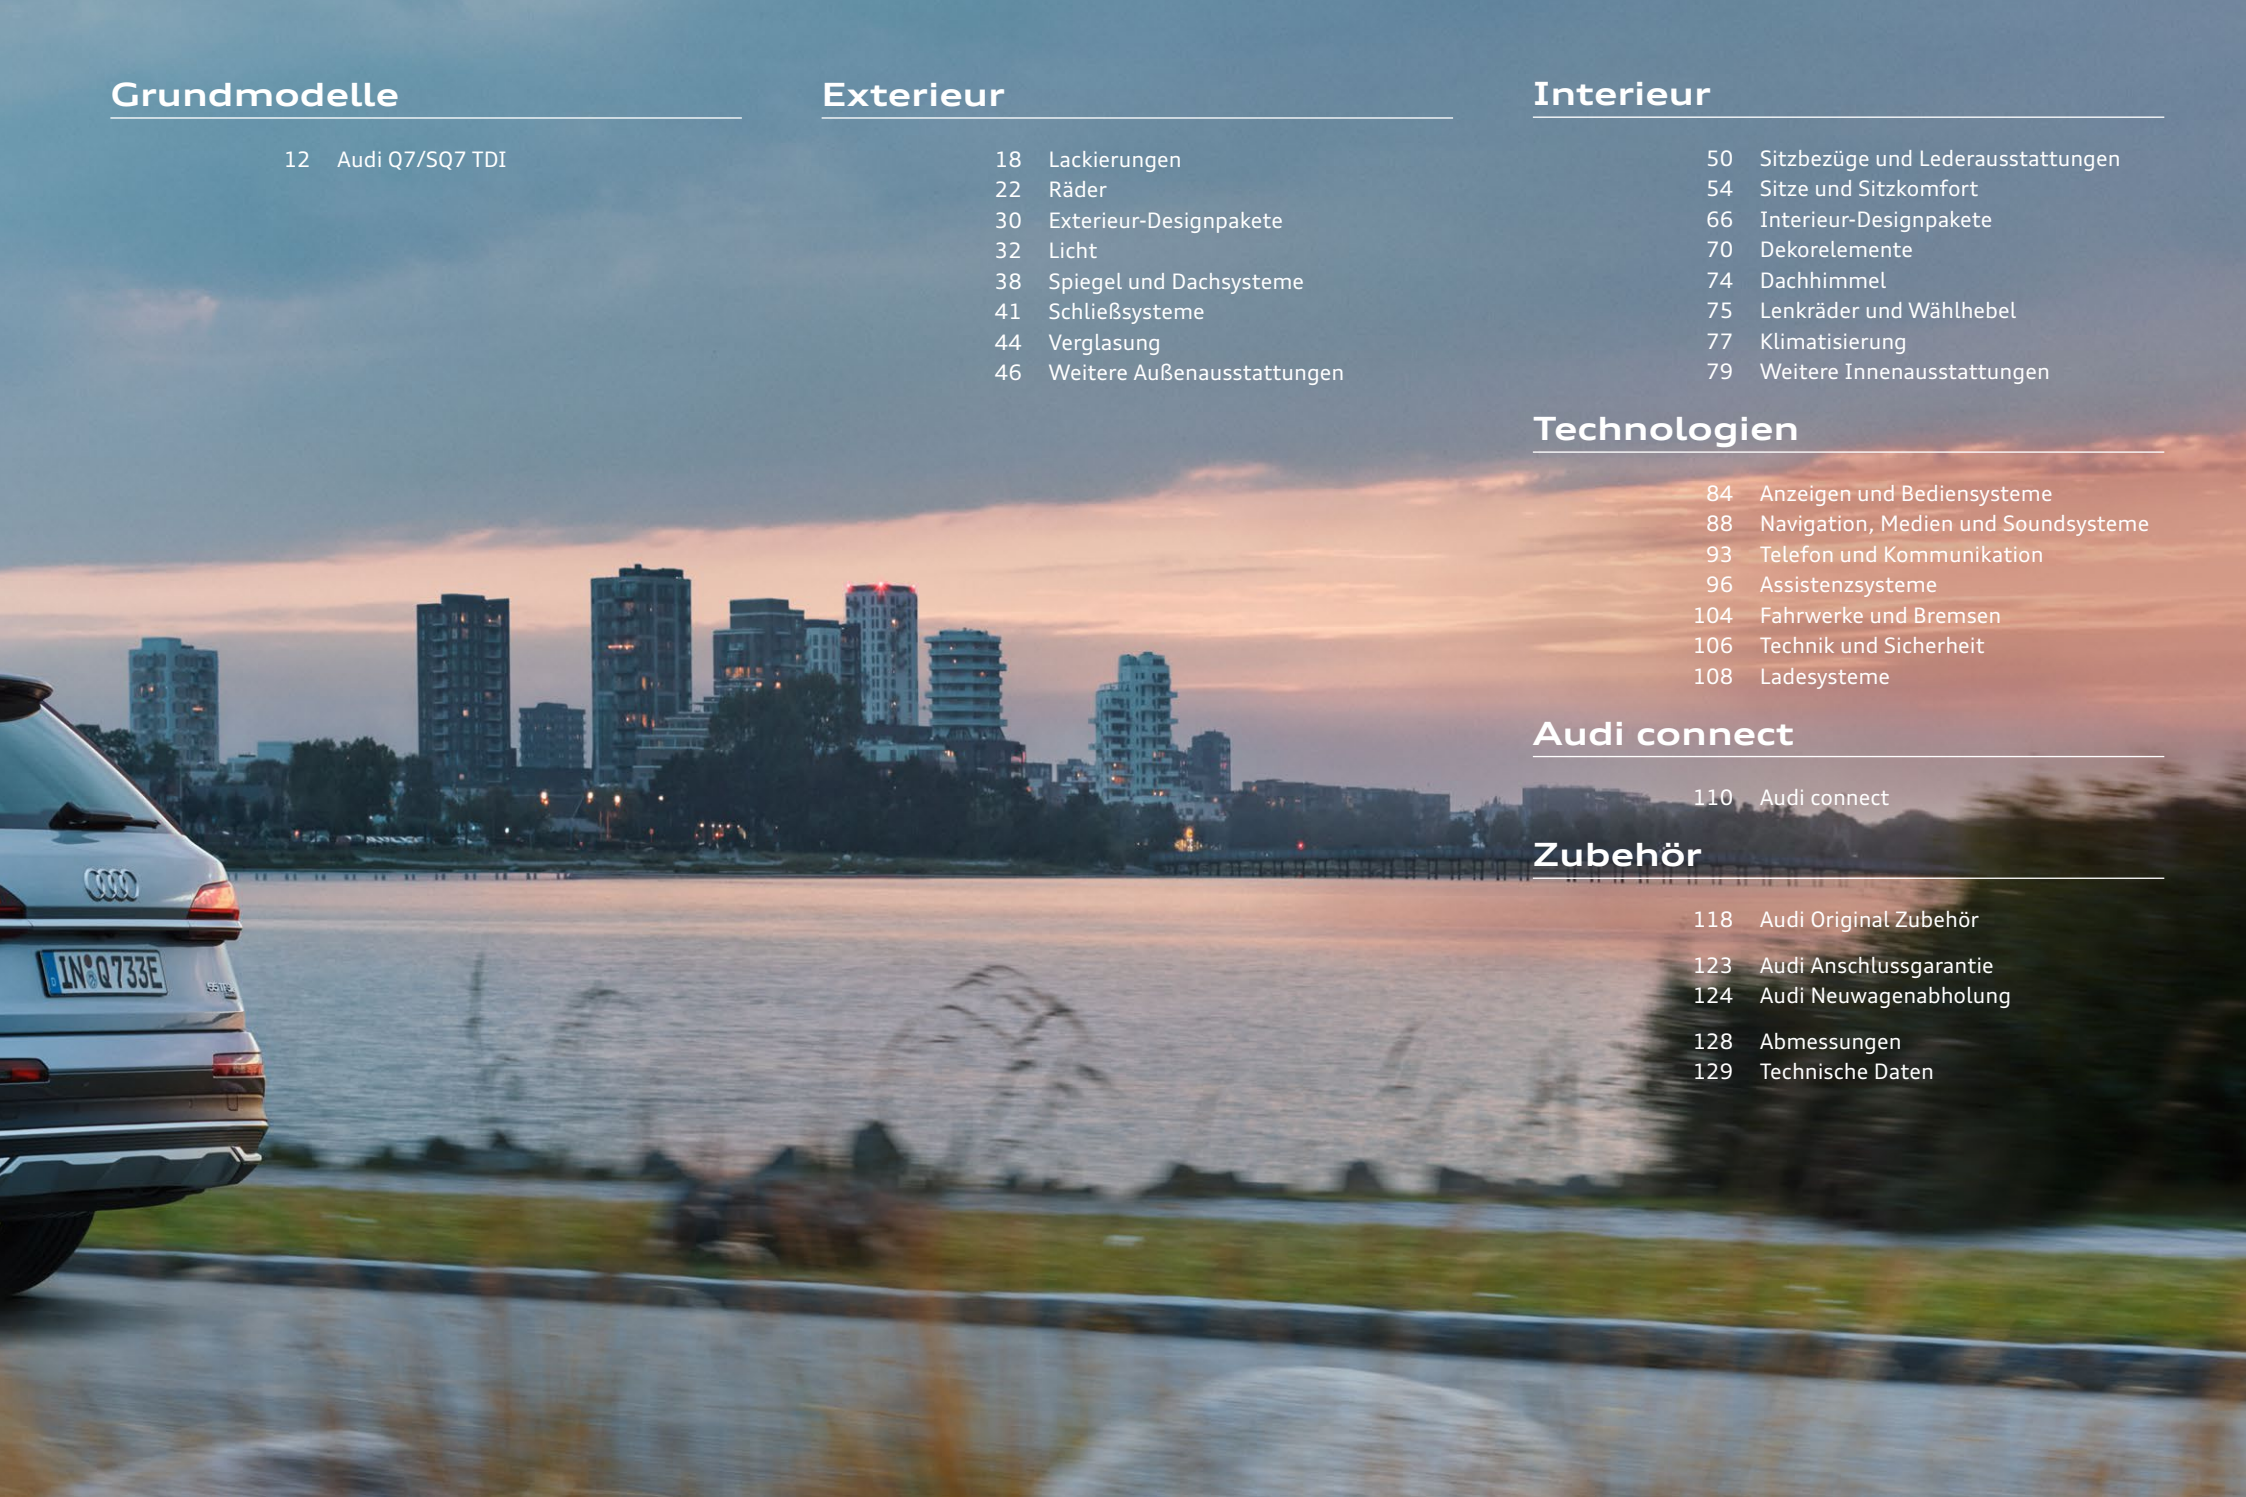 Grundmodelle
12 Audi Q7/SQ7 TDI
Exterieur
18 Lackierungen
22 Räder
30 Exterieur-Designpakete
32 Licht
38 Spiegel und Dachsysteme
41 Schließsysteme
44 Verglasung
46 Weitere Außenausstattungen
Interieur
50 Sitzbezüge und Lederausstattungen
54 Sitze und Sitzkomfort
66 Interieur-Designpakete
70 Dekorelemente
74 Dachhimmel
75 Lenkräder und Wählhebel
77 Klimatisierung
79 Weitere Innenausstattungen
Technologien
84 Anzeigen und Bediensysteme
88 Navigation, Medien und Soundsysteme
93 Telefon und Kommunikation
96 Assistenzsysteme
104 Fahrwerke und Bremsen
106 Technik und Sicherheit
108 Ladesysteme
Audi connect
110 Audi connect
Zubehör
118 Audi Original Zubehör
123 Audi Anschlussgarantie
124 Audi Neuwagenabholung
128 Abmessungen
129 Technische Daten
IN Q 733E